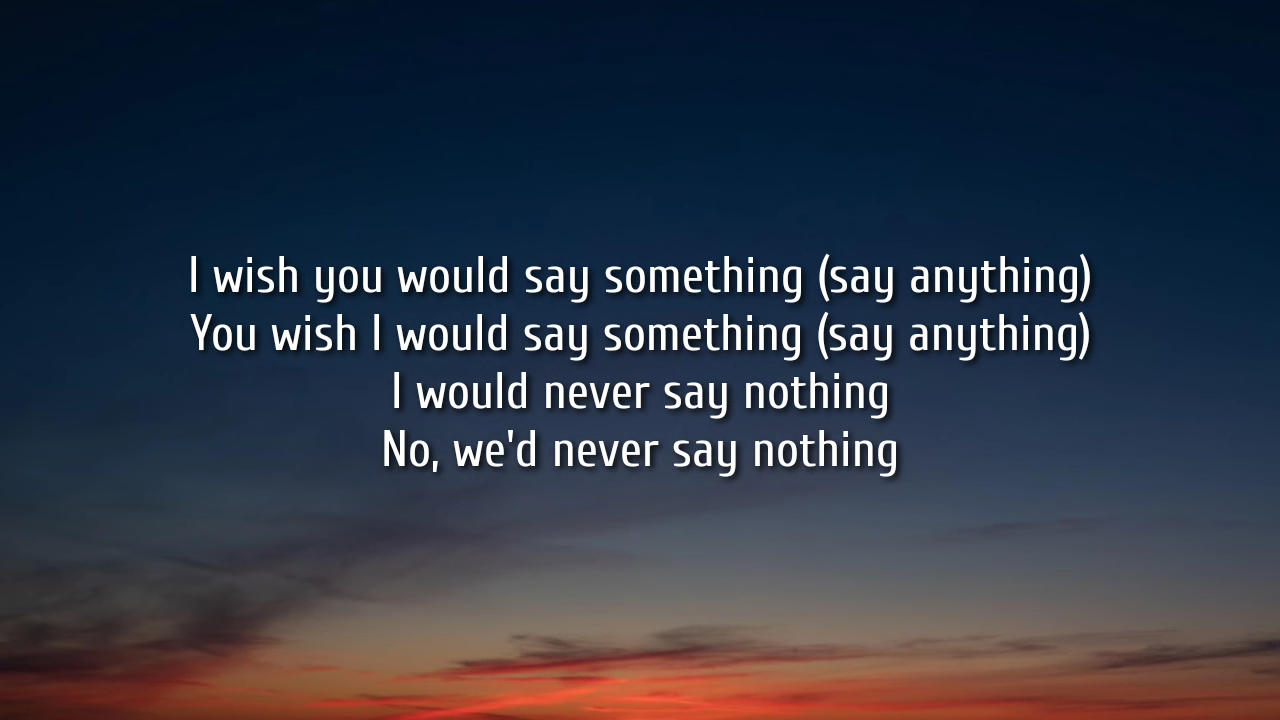 I wish you would say something (say anything)
You wish I would say something (say anything)
I would never say nothing
No, we'd never say nothing